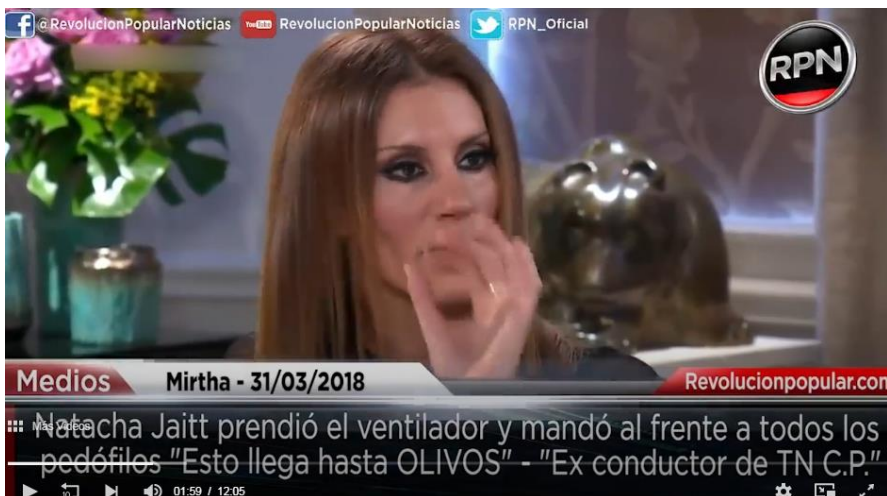 @RevolucionPopularNoticias YouTube RevolucionPopularNoticias RPN_Oficial
RPN
Medios Mirtha - 31/03/2018 Revolucionpopular.com
Más Videos
Natacha Jaitt prendió el ventilador y mandó al frente a todos los
pedófilos "Esto llega hasta OLIVOS" - "Ex conductor de TN C.P."
01:59 / 12:05